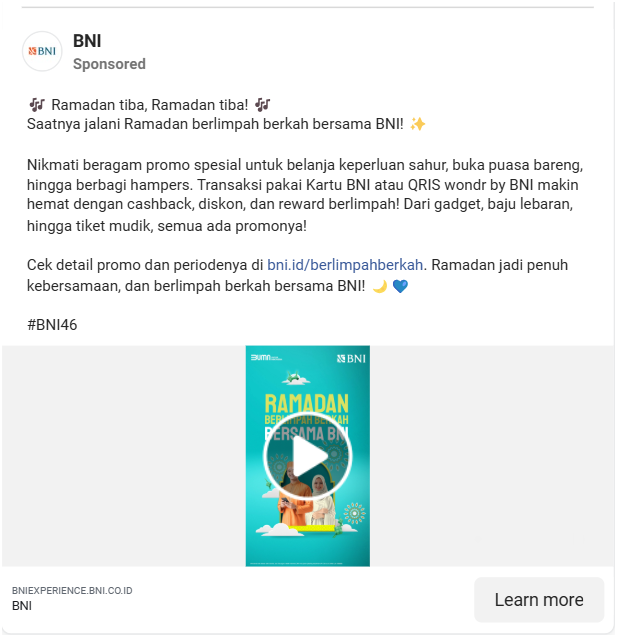 BNI
BNI
Sponsored
🎶 Ramadan tiba, Ramadan tiba! 🎶
Saatnya jalani Ramadan berlimpah berkah bersama BNI! ✨
Nikmati beragam promo spesial untuk belanja keperluan sahur, buka puasa bareng,
hingga berbagi hampers. Transaksi pakai Kartu BNI atau QRIS wondr by BNI makin
hemat dengan cashback, diskon, dan reward berlimpah! Dari gadget, baju lebaran,
hingga tiket mudik, semua ada promonya!
Cek detail promo dan periodenya di bni.id/berlimpahberkah. Ramadan jadi penuh
kebersamaan, dan berlimpah berkah bersama BNI! 🌙 💙
#BNI46
BUMN
BNI
RAMADAN
BERLIMPAH BERKAH
BERSAMA BNI
BNIEXPERIENCE.BNI.CO.ID
BNI
Learn more